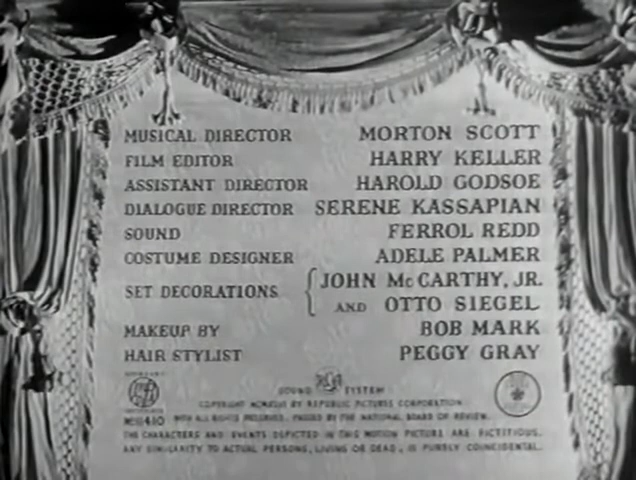 MUSICAL DIRECTOR MORTON SCOTT
FILM EDITOR HARRY KELLER
ASSISTANT DIRECTOR HAROLD GODSOE
DIALOGUE DIRECTOR SERENE KASSAPIAN
SOUND FERROL REDD
COSTUME DESIGNER ADELE PALMER
SET DECORATIONS JOHN McCARTHY, JR.
AND OTTO SIEGEL
MAKEUP BY BOB MARK
HAIR STYLIST PEGGY GRAY
SOUND RCA SYSTEM
COPYRIGHT BY REPUBLIC PICTURES CORPORATION
WITH ALL RIGHTS RESERVED. PASSED BY THE NATIONAL BOARD OF REVIEW.
THE CHARACTERS AND EVENTS DEPICTED IN THIS MOTION PICTURE ARE FICTITIOUS.
ANY SIMILARITY TO ACTUAL PERSONS, LIVING OR DEAD, IS PURELY COINCIDENTAL.